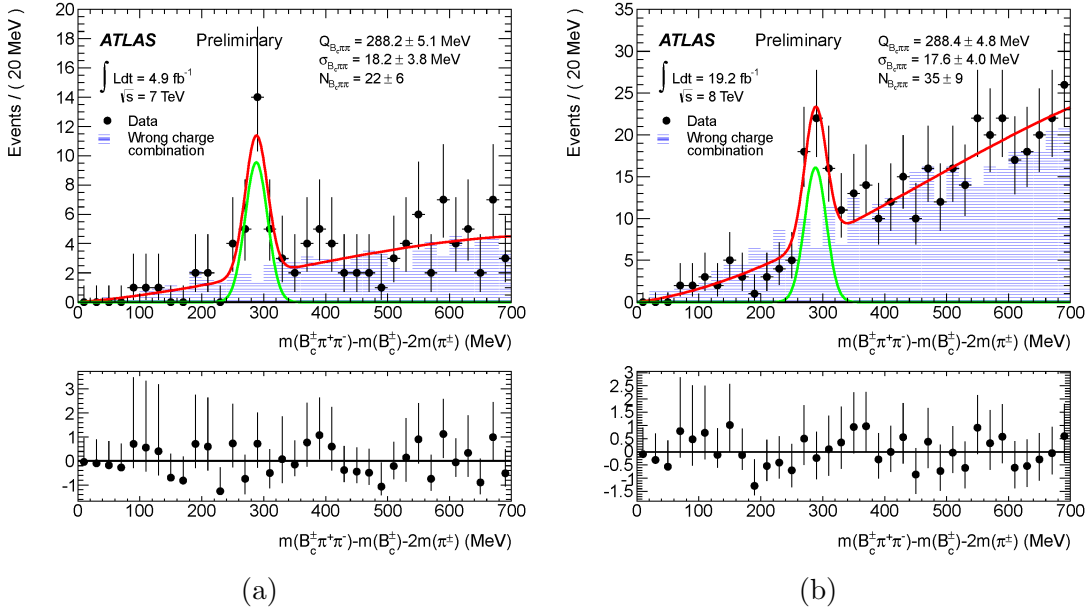 ATLAS Preliminary
∫ Ldt = 4.9 fb⁻¹
√s = 7 TeV
Data
Wrong charge
combination
Q_{B_cππ} = 288.2 ± 5.1 MeV
σ_{B_cππ} = 18.2 ± 3.8 MeV
N_{B_cππ} = 22 ± 6
Events / ( 20 MeV )
20
18
16
14
12
10
8
6
4
2
0
0 100 200 300 400 500 600 700
m(B_c^±π⁺π⁻)-m(B_c^±)-2m(π^±) (MeV)
3
2
1
0
-1
0 100 200 300 400 500 600 700
m(B_c^±π⁺π⁻)-m(B_c^±)-2m(π^±) (MeV)
(a)
ATLAS Preliminary
∫ Ldt = 19.2 fb⁻¹
√s = 8 TeV
Data
Wrong charge
combination
Q_{B_cππ} = 288.4 ± 4.8 MeV
σ_{B_cππ} = 17.6 ± 4.0 MeV
N_{B_cππ} = 35 ± 9
Events / ( 20 MeV )
35
30
25
20
15
10
5
0
0 100 200 300 400 500 600 700
m(B_c^±π⁺π⁻)-m(B_c^±)-2m(π^±) (MeV)
3
2.5
2
1.5
1
0.5
0
-0.5
-1
-1.5
0 100 200 300 400 500 600 700
m(B_c^±π⁺π⁻)-m(B_c^±)-2m(π^±) (MeV)
(b)